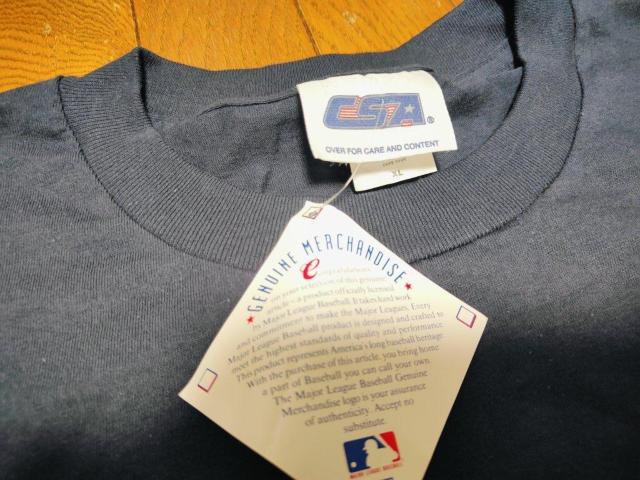 CSA®
OVER FOR CARE AND CONTENT
XL
GENUINE MERCHANDISE
Congratulations
on your selection of this genuine
article—a product officially licensed
by Major League Baseball. It takes hard work
and commitment to make the Major Leagues. Every
Major League Baseball product is designed and crafted to
meet the highest standards of quality and performance.
This product represents America's long baseball heritage.
With the purchase of this article, you bring home
a part of Baseball you can call your own.
The Major League Baseball Genuine
Merchandise logo is your assurance
of authenticity. Accept no
substitute.
MAJOR LEAGUE BASEBALL